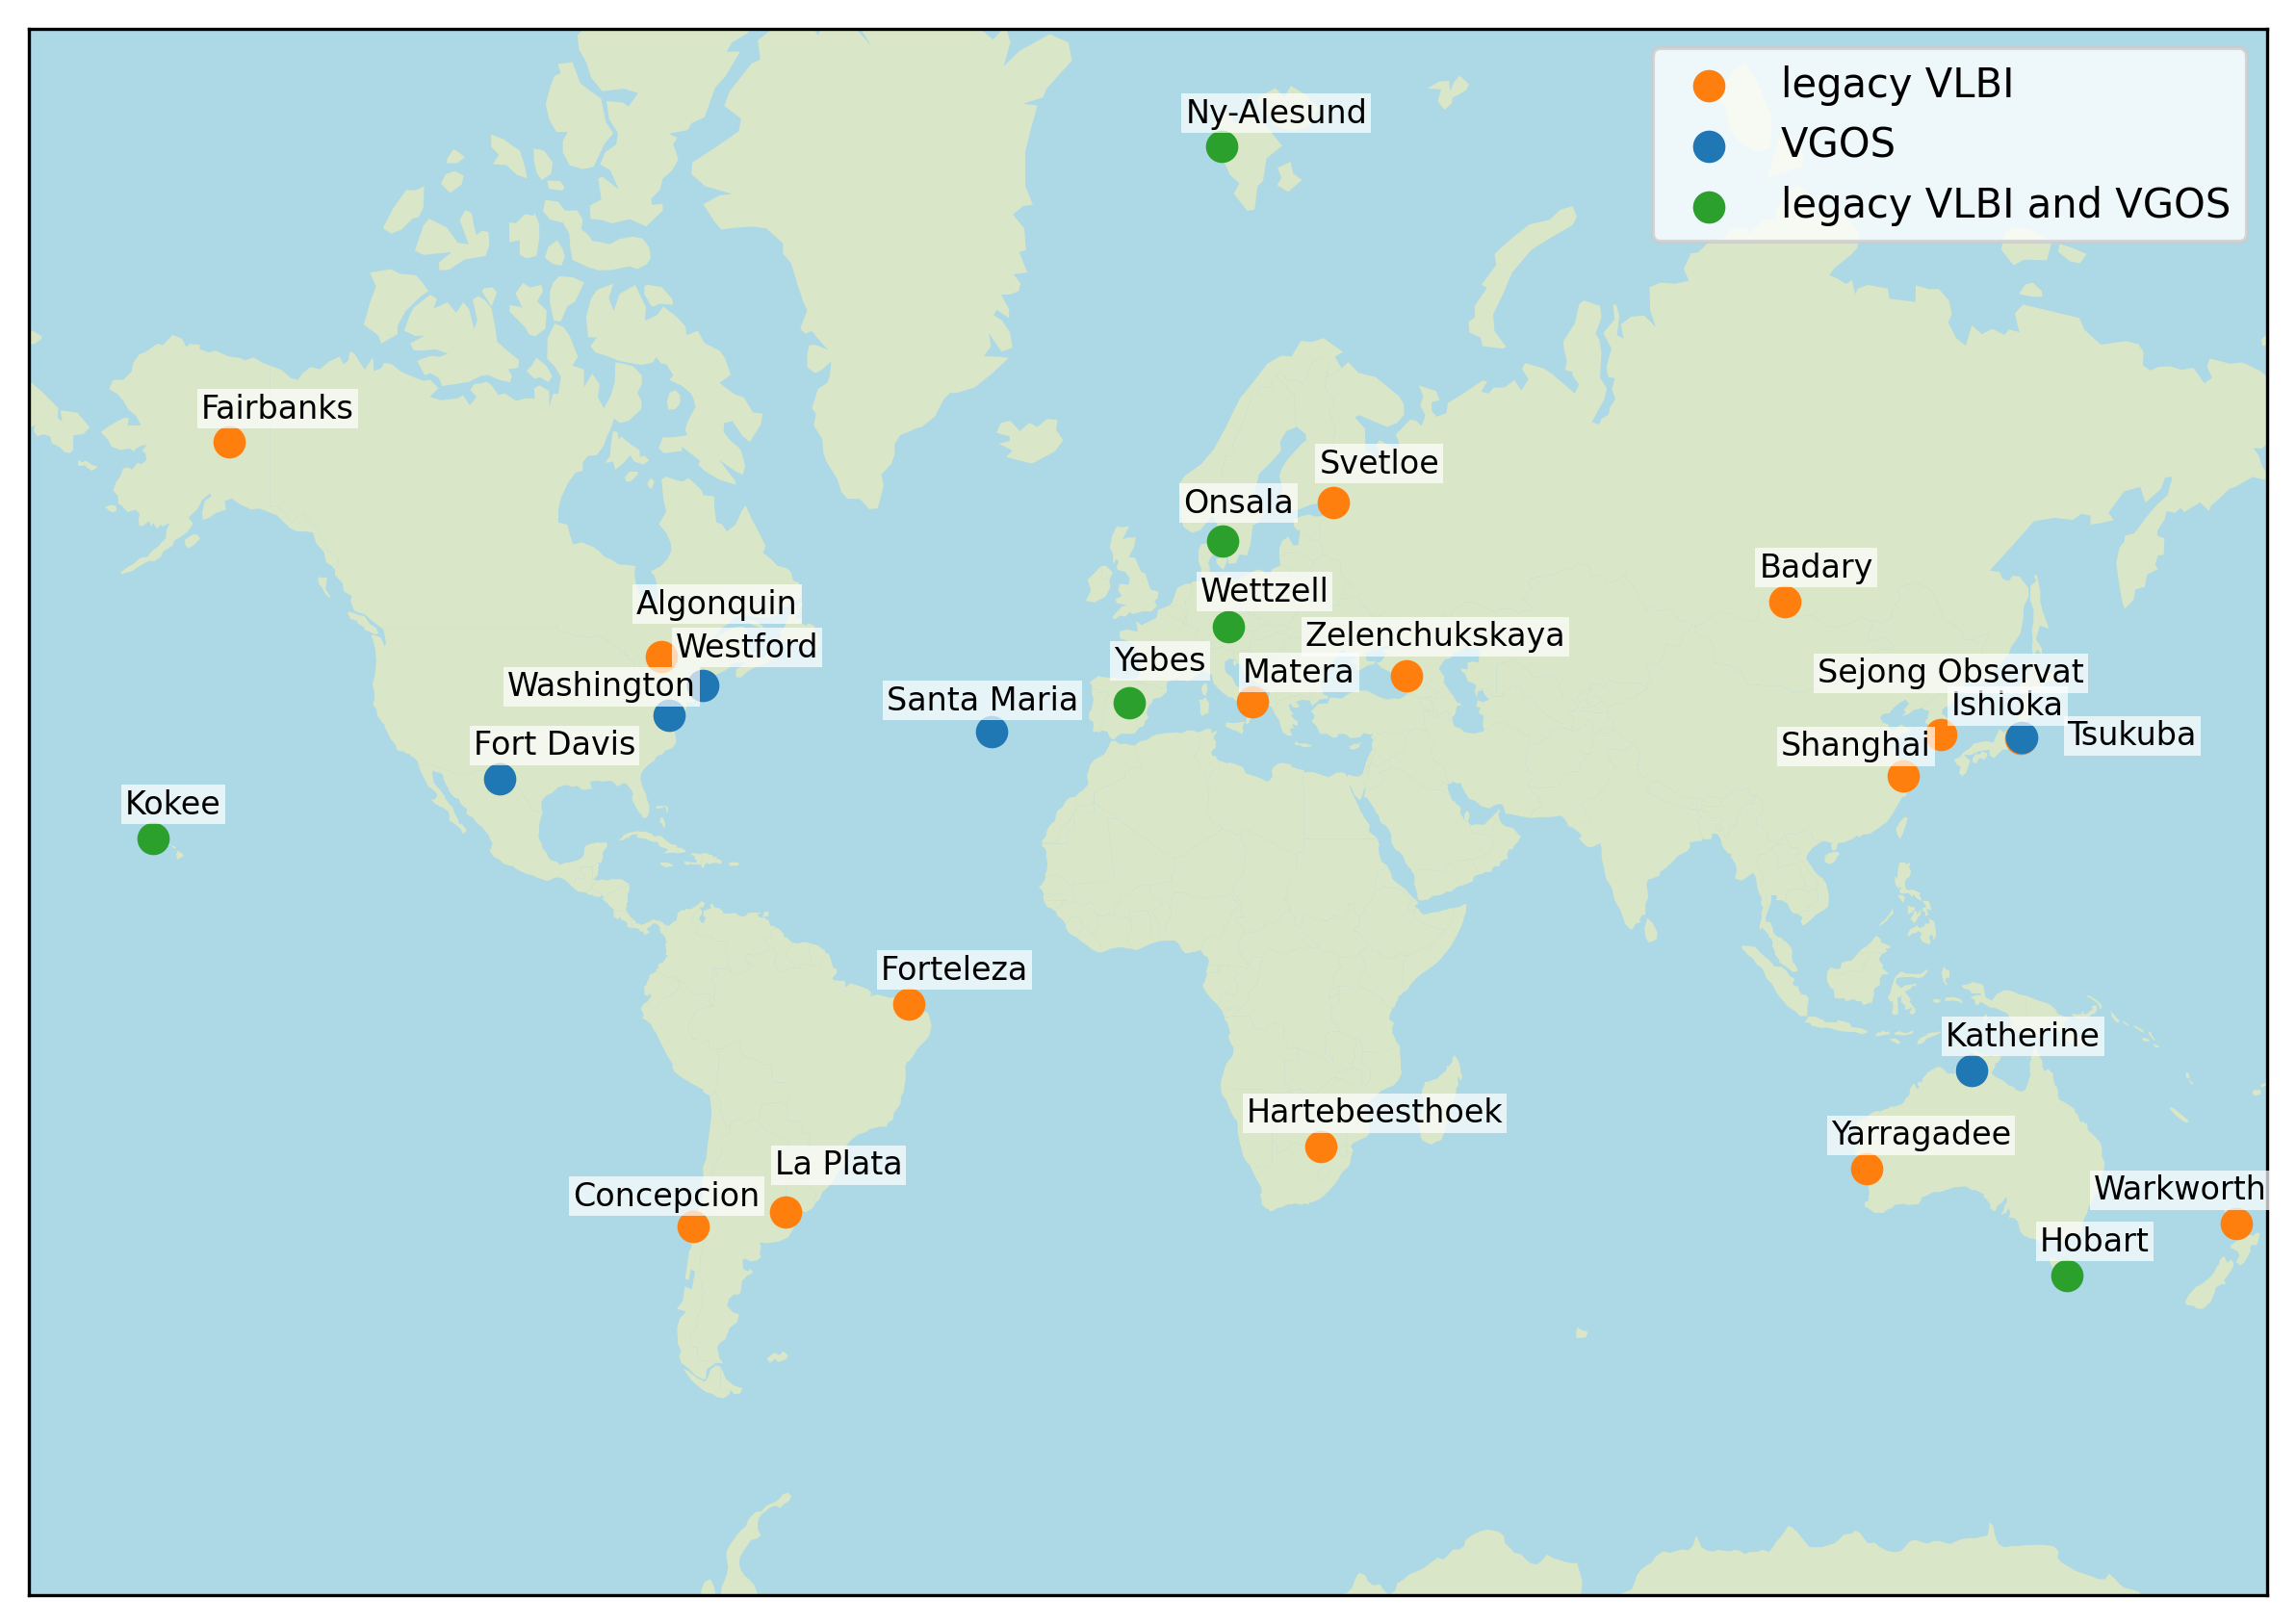 legacy VLBI
VGOS
legacy VLBI and VGOS
Ny-Alesund
Fairbanks
Svetloe
Onsala
Badary
Wettzell
Algonquin
Zelenchukskaya
Westford
Yebes
Matera
Sejong Observat
Washington
Santa Maria
Ishioka
Tsukuba
Fort Davis
Shanghai
Kokee
Forteleza
Katherine
Hartebeesthoek
Yarragadee
La Plata
Concepcion
Warkworth
Hobart